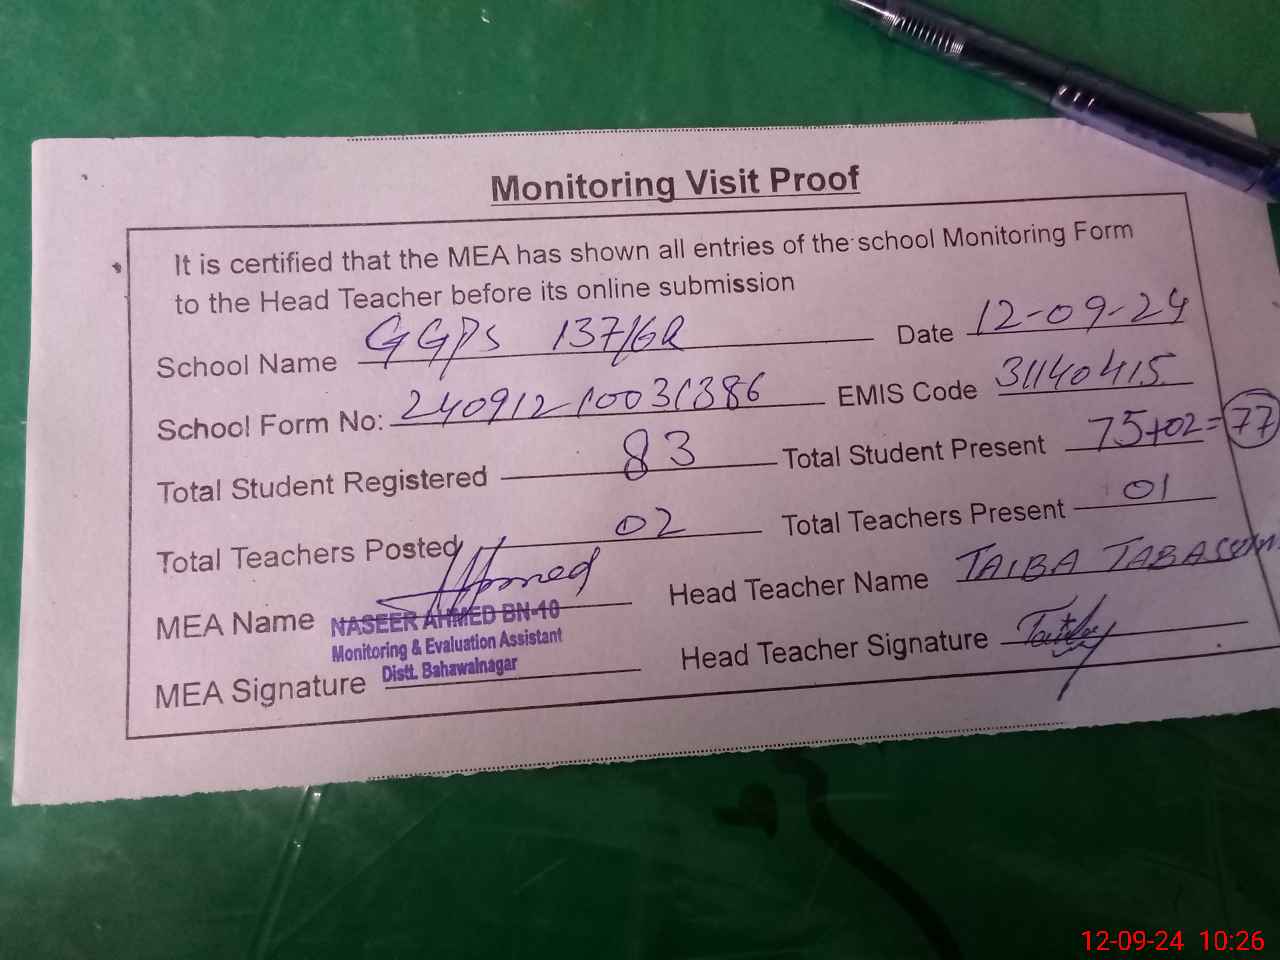 Monitoring Visit Proof
It is certified that the MEA has shown all entries of the school Monitoring Form
to the Head Teacher before its online submission
School Name GGPS 137/6R Date 12-09-24
School Form No: 24091210031386 EMIS Code 31140415
Total Student Registered 83 Total Student Present 75+02=77
Total Teachers Posted 02 Total Teachers Present 01
MEA Name Ahmed Head Teacher Name TAIBA TABASSUM
NASEER AHMED BN-10
Monitoring & Evaluation Assistant
Distt. Bahawalnagar
MEA Signature Head Teacher Signature
12-09-24 10:26